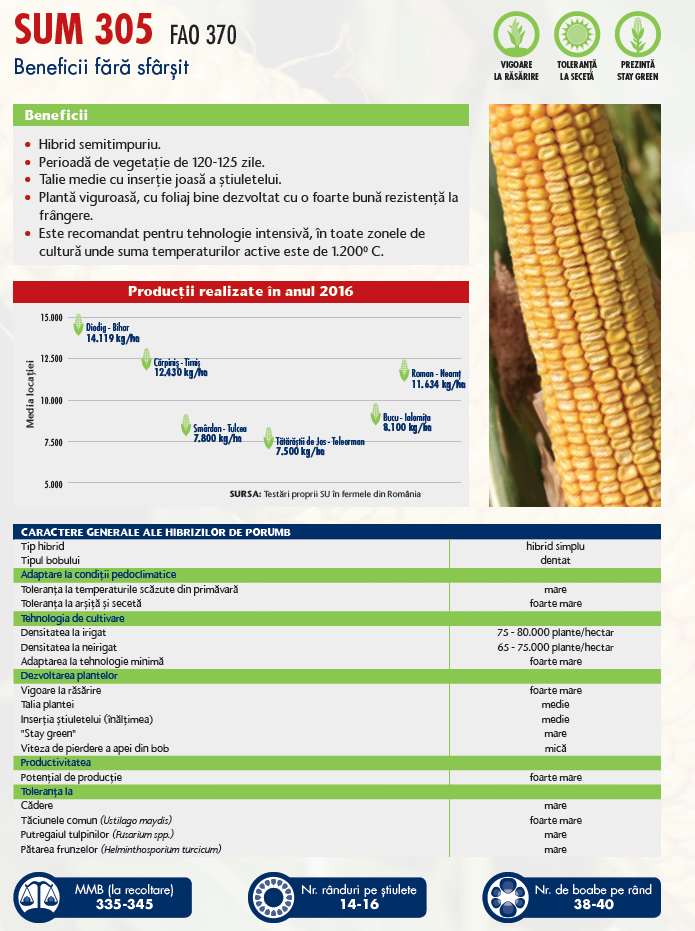 SUM 305 FAO 370
Beneficii fără sfârșit
VIGOARE
LA RĂSĂRIRE
TOLERANȚĂ
LA SECETĂ
PREZINTĂ
STAY GREEN
Beneficii
• Hibrid semitimpuriu.
• Perioadă de vegetație de 120-125 zile.
• Talie medie cu inserție joasă a știuletelui.
• Plantă viguroasă, cu foliaj bine dezvoltat cu o foarte bună rezistență la
frângere.
• Este recomandat pentru tehnologie intensivă, în toate zonele de
cultură unde suma temperaturilor active este de 1.200⁰ C.
Producții realizate în anul 2016
Media locației
15.000
12.500
10.000
7.500
5.000
Diodig - Bihor
14.119 kg/ha
Cărpiniș - Timiș
12.430 kg/ha
Smârdan - Tulcea
7.800 kg/ha
Tătărăștii de Jos - Teleorman
7.500 kg/ha
Bucu - Ialomița
8.100 kg/ha
Roman - Neamț
11.634 kg/ha
SURSA: Testări proprii SU în fermele din România
CARACTERE GENERALE ALE HIBRIZILOR DE PORUMB
Tip hibrid hibrid simplu
Tipul bobului dentat
Adaptare la condiții pedoclimatice
Toleranța la temperaturile scăzute din primăvară mare
Toleranța la arșiță și secetă foarte mare
Tehnologia de cultivare
Densitatea la irigat 75 - 80.000 plante/hectar
Densitatea la neirigat 65 - 75.000 plante/hectar
Adaptarea la tehnologie minimă foarte mare
Dezvoltarea plantelor
Vigoare la răsărire foarte mare
Talia plantei medie
Inserția știuletelui (înălțimea) medie
"Stay green" mare
Viteza de pierdere a apei din bob mică
Productivitatea
Potențial de producție foarte mare
Toleranța la
Cădere mare
Tăciunele comun (Ustilago maydis) foarte mare
Putregaiul tulpinilor (Fusarium spp.) mare
Pătarea frunzelor (Helminthosporium turcicum) mare
MMB (la recoltare)
335-345
Nr. rânduri pe știulete
14-16
Nr. de boabe pe rând
38-40